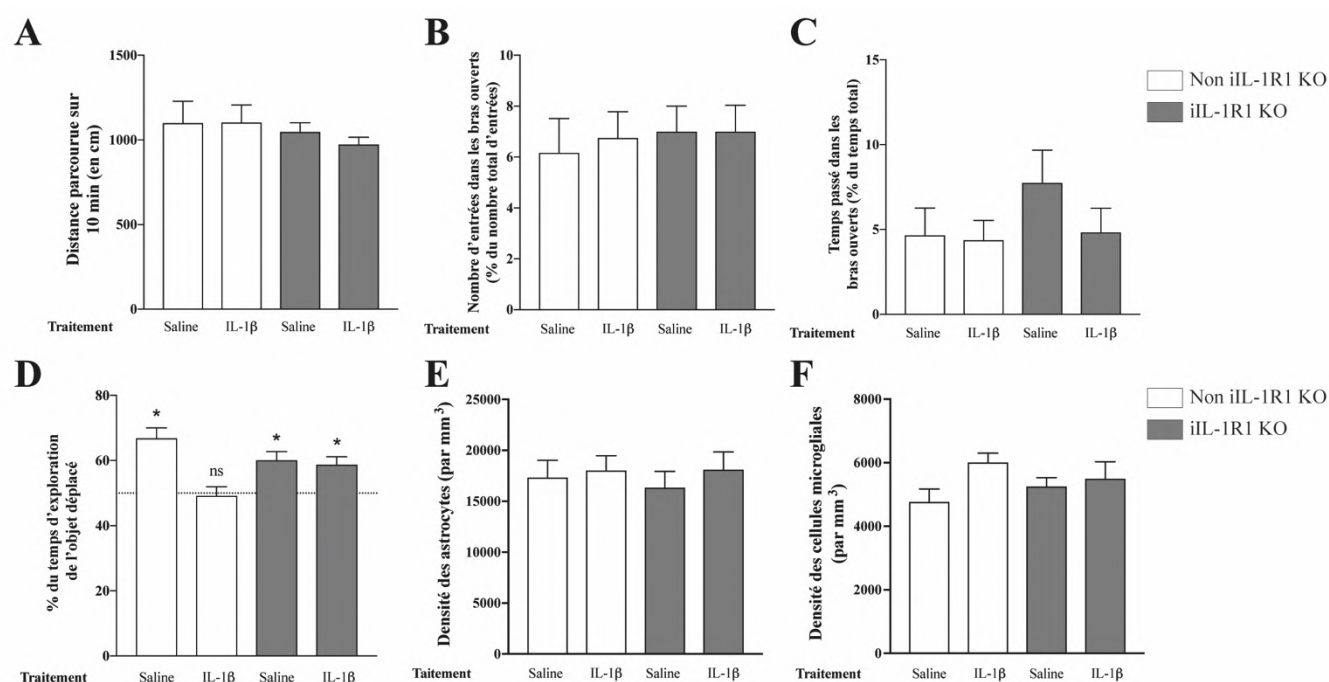 A
Distance parcourue sur
10 min (en cm)
1500
1000
500
0
Traitement Saline IL-1β Saline IL-1β
B
Nombre d'entrées dans les bras ouverts
(% du nombre total d'entrées)
10
8
6
4
2
0
Traitement Saline IL-1β Saline IL-1β
C
Temps passé dans les
bras ouverts (% du temps total)
15
10
5
0
Traitement Saline IL-1β Saline IL-1β
Non iIL-1R1 KO
iIL-1R1 KO
D
% du temps d'exploration
de l'objet déplacé
80
60
40
20
0
* ns * *
Traitement Saline IL-1β Saline IL-1β
E
Densité des astrocytes (par mm³)
25000
20000
15000
10000
5000
0
Traitement Saline IL-1β Saline IL-1β
F
Densité des cellules microgliales
(par mm³)
8000
6000
4000
2000
0
Traitement Saline IL-1β Saline IL-1β
Non iIL-1R1 KO
iIL-1R1 KO